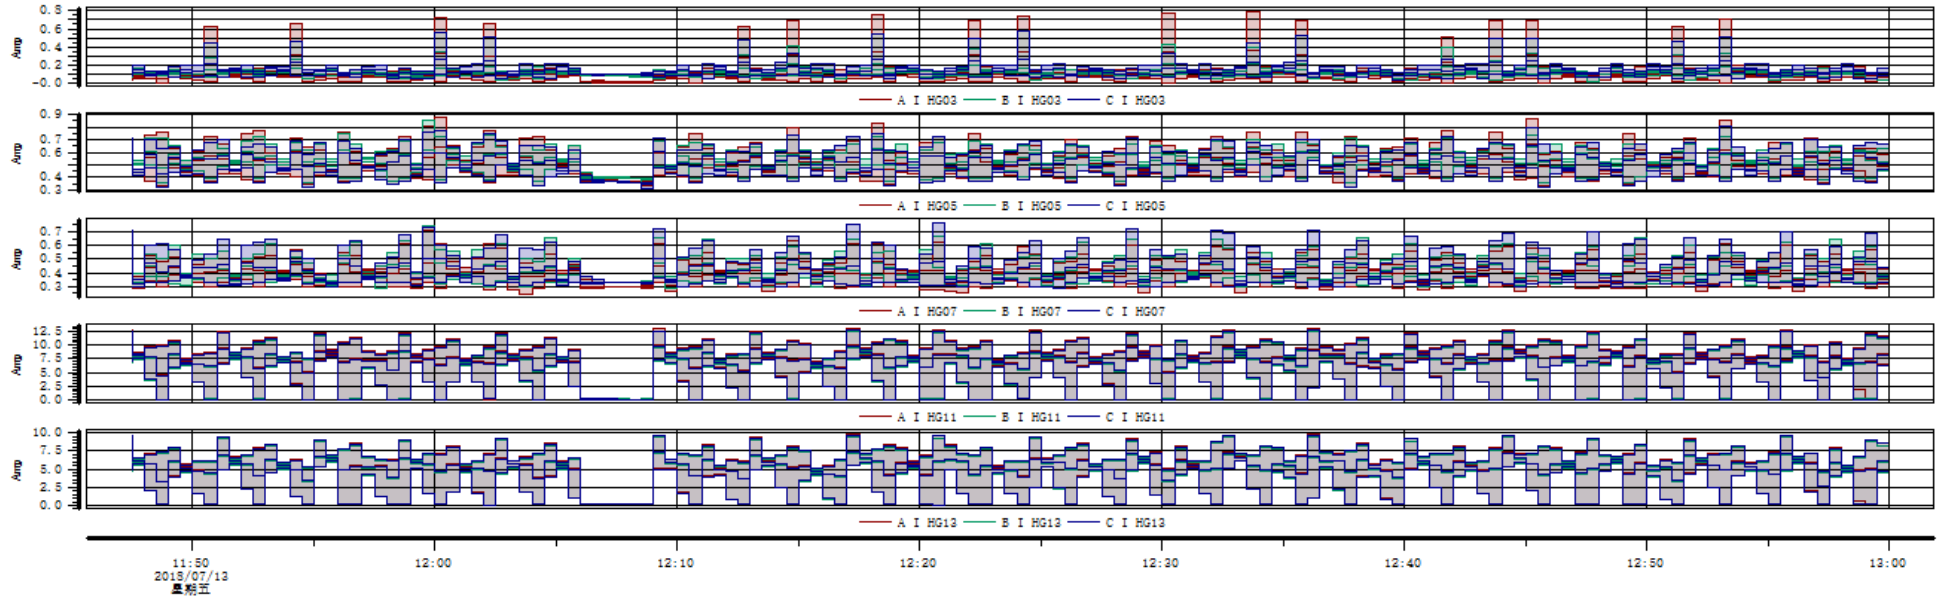 0.8
0.6
0.4
0.2
-0.0
Amp
A I HG03 B I HG03 C I HG03
0.9
0.7
0.6
0.4
0.3
Amp
A I HG05 B I HG05 C I HG05
0.7
0.6
0.5
0.4
0.3
Amp
A I HG07 B I HG07 C I HG07
12.5
10.0
7.5
5.0
2.5
0.0
Amp
A I HG11 B I HG11 C I HG11
10.0
7.5
5.0
2.5
0.0
Amp
A I HG13 B I HG13 C I HG13
11:50 12:00 12:10 12:20 12:30 12:40 12:50 13:00
2018/07/13
星期五